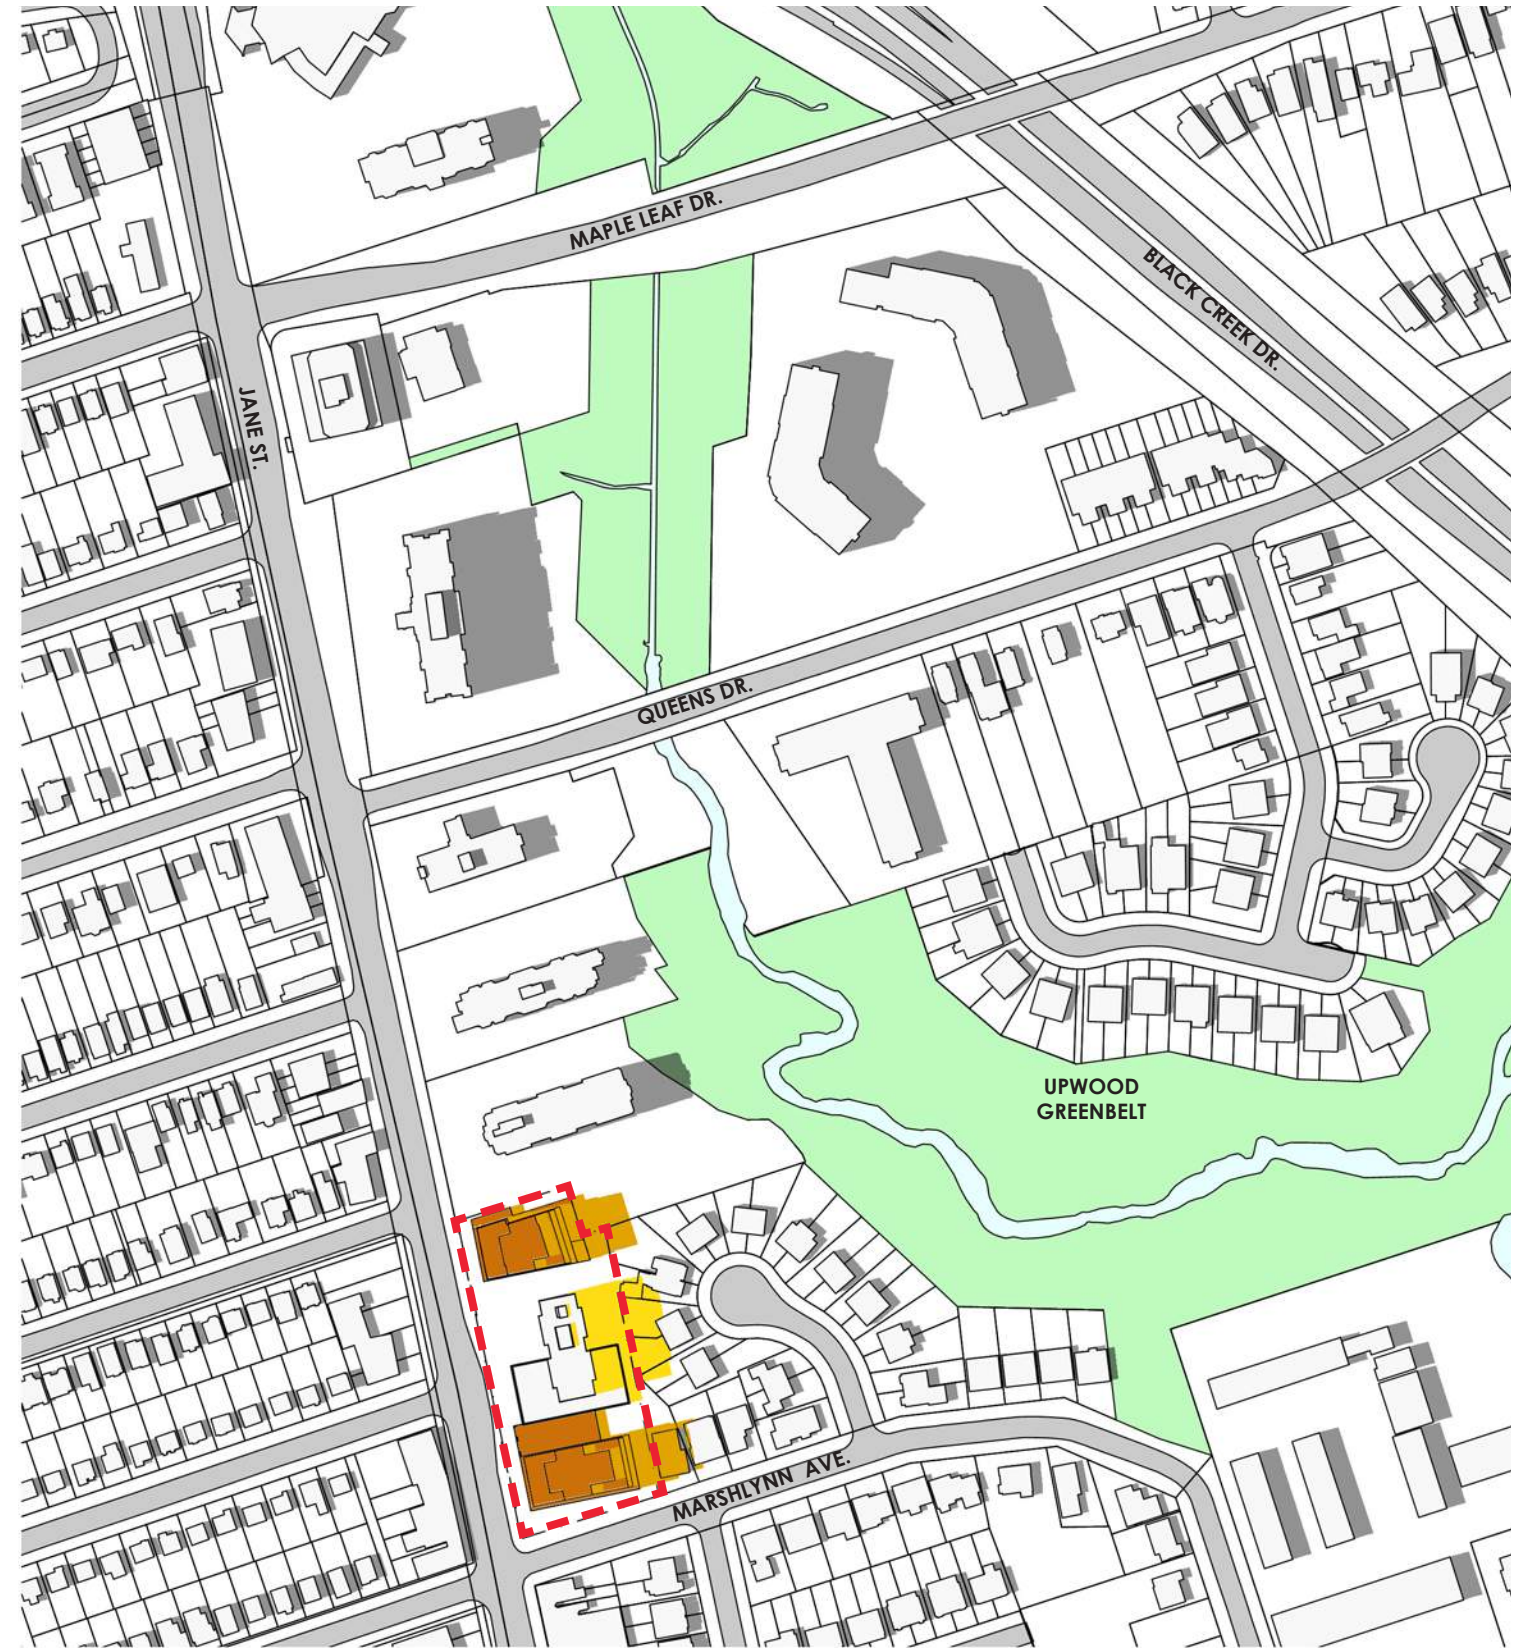 MAPLE LEAF DR.
BLACK CREEK DR.
JANE ST.
QUEENS DR.
UPWOOD
GREENBELT
MARSHLYNN AVE.